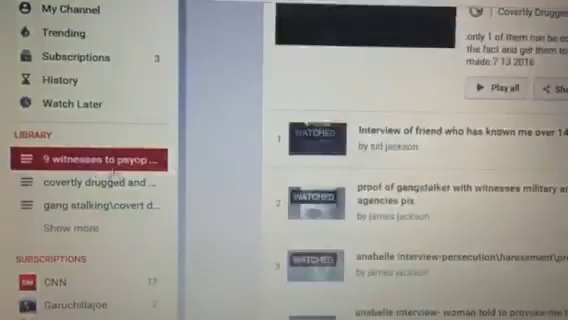 My Channel
Trending
Subscriptions 3
History
Watch Later
LIBRARY
9 witnesses to psyop ...
covertly drugged and ...
gang stalking\covert d...
Show more
SUBSCRIPTIONS
CNN
Garuchillajoe 2
Covertly Drugged
only 1 of them can be
the fact and get them to
made 7 13 2016
Play all
1 WATCHED Interview of friend who has known me over 14
by sid jackson
2 WATCHED proof of gangstalker with witnesses military
agencies pix
by james jackson
3 WATCHED anabelle interview-persecution\harassment\
by james jackson
anabelle interview- woman told to provoke me